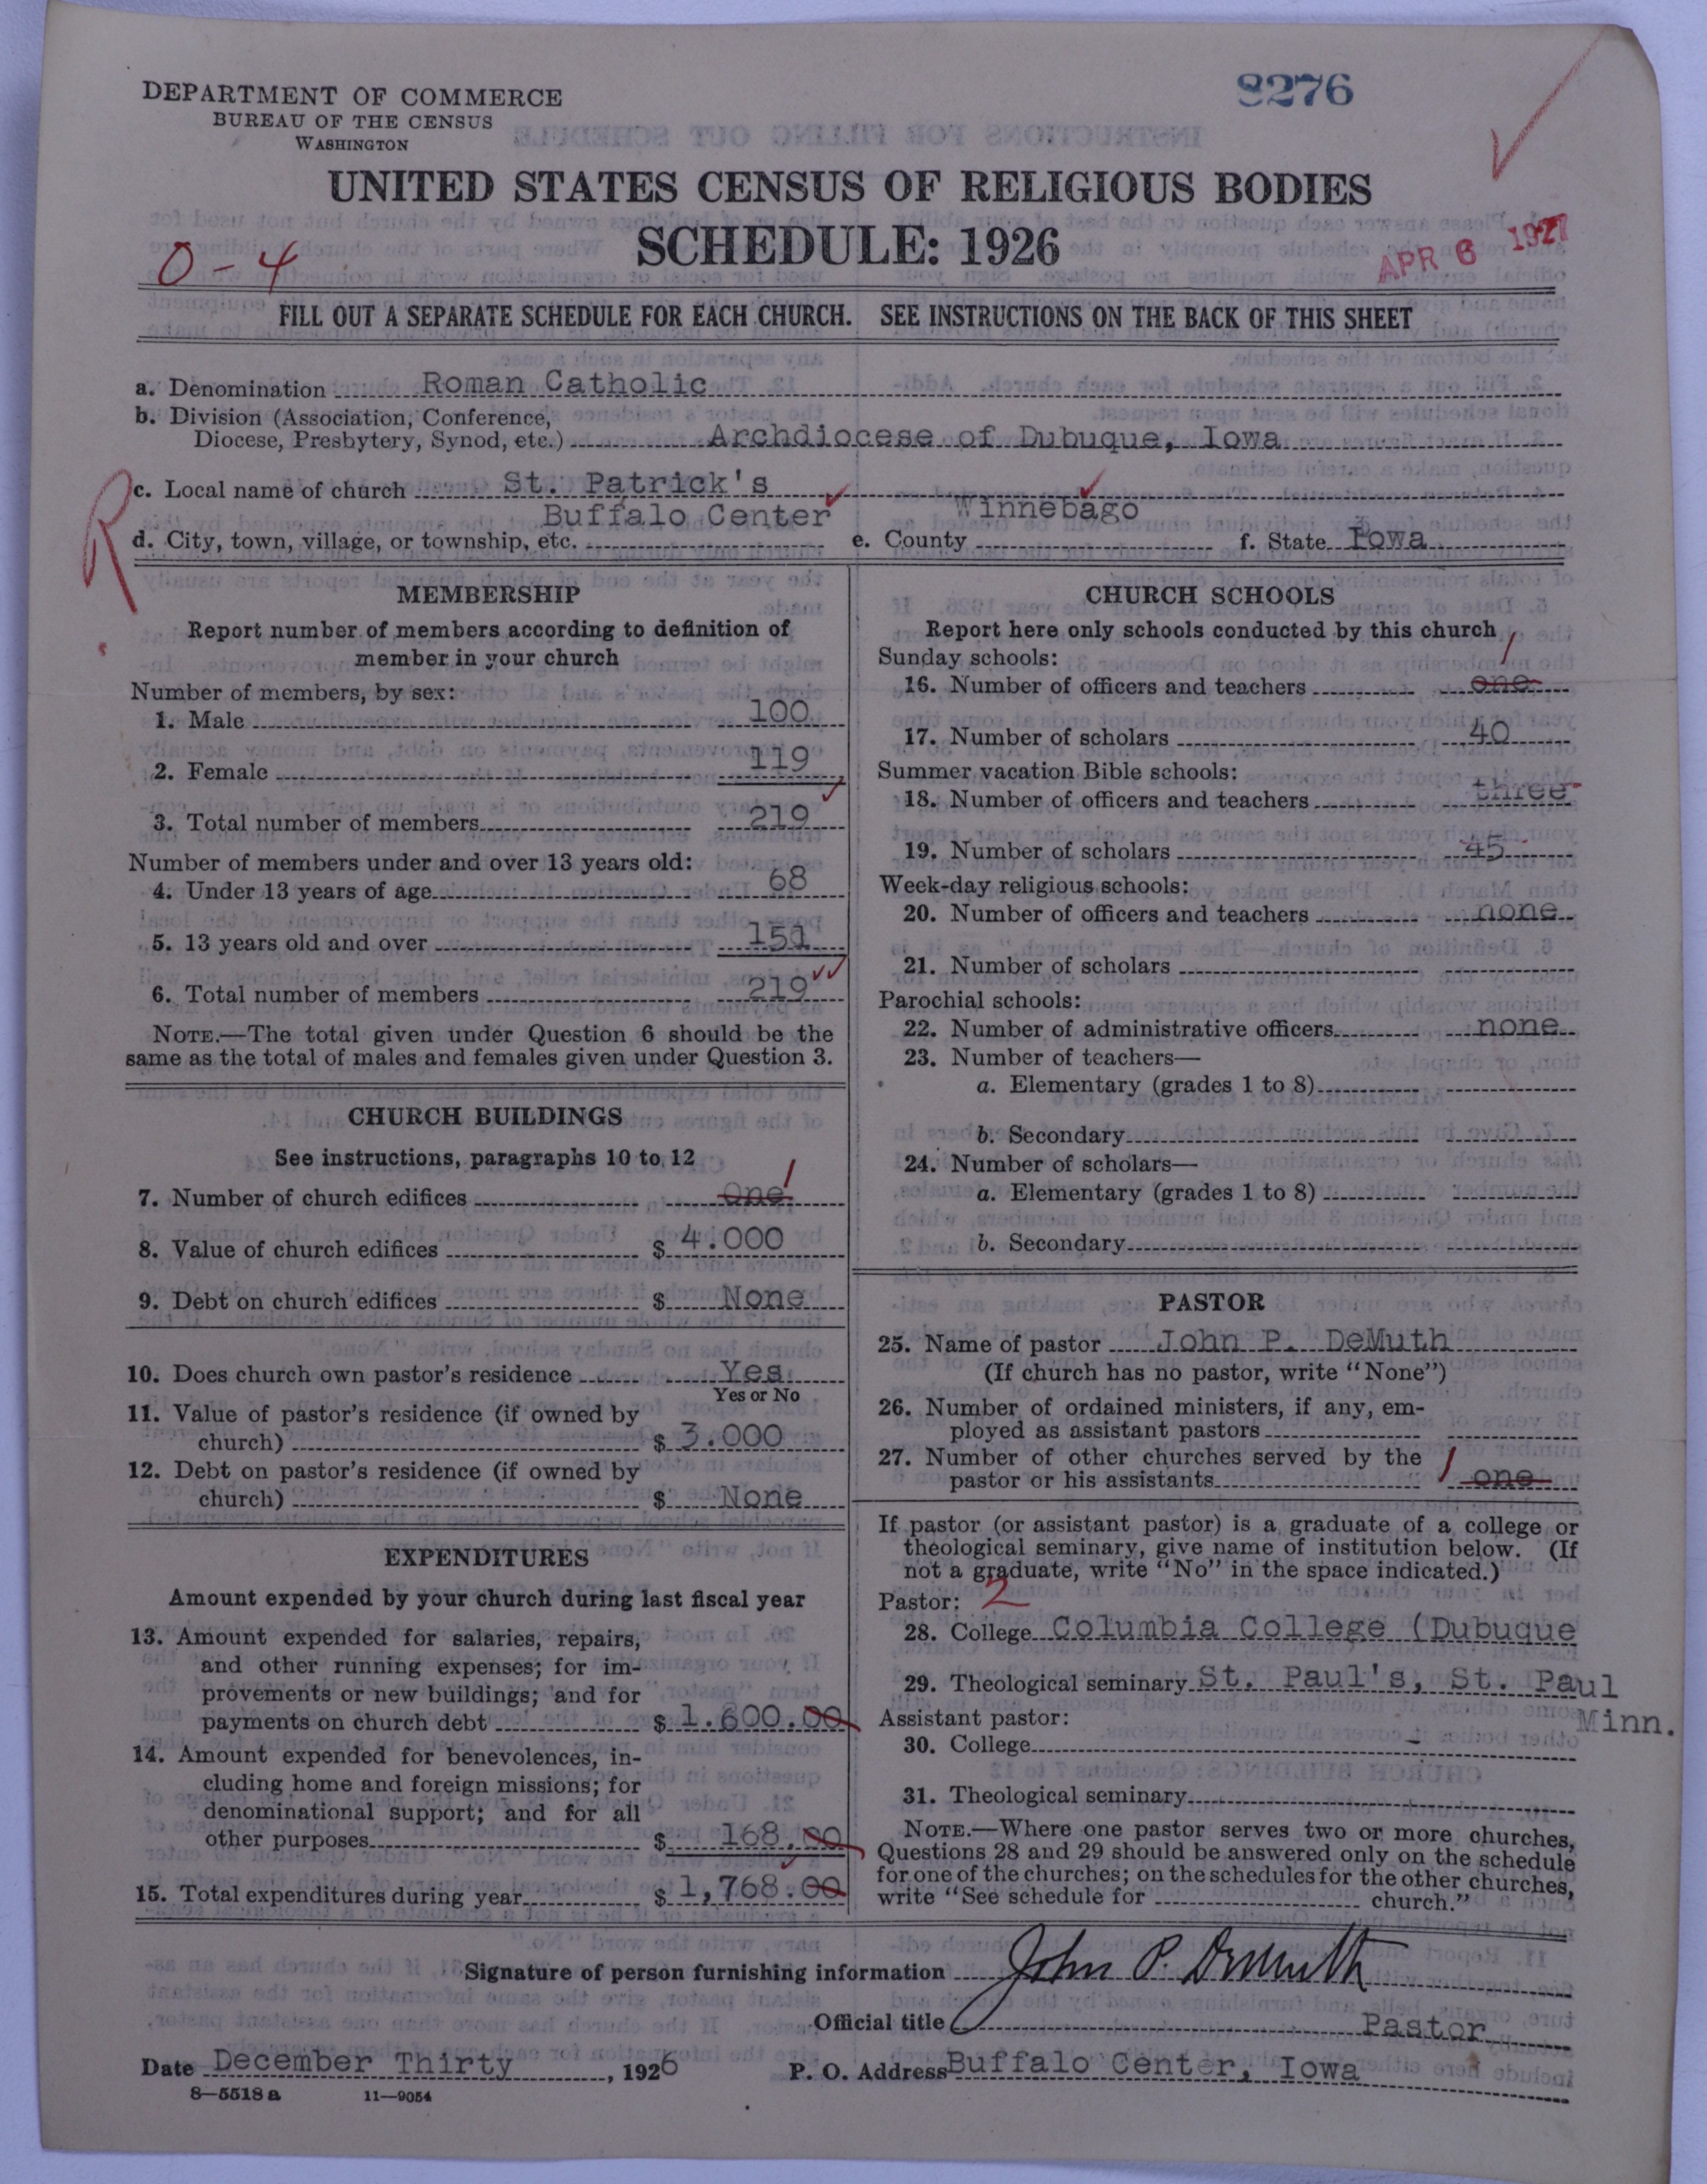 8276
DEPARTMENT OF COMMERCE
BUREAU OF THE CENSUS
WASHINGTON
UNITED STATES CENSUS OF RELIGIOUS BODIES
SCHEDULE: 1926
0-4
APR 6 1927
FILL OUT A SEPARATE SCHEDULE FOR EACH CHURCH. SEE INSTRUCTIONS ON THE BACK OF THIS SHEET
a. Denomination Roman Catholic
b. Division (Association, Conference,
Diocese, Presbytery, Synod, etc.) Archdiocese of Dubuque, Iowa
R
c. Local name of church St. Patrick's
d. City, town, village, or township, etc. Buffalo Center e. County Winnebago f. State Iowa
MEMBERSHIP
Report number of members according to definition of
member in your church
Number of members, by sex:
1. Male 100
2. Female 119
3. Total number of members 219
Number of members under and over 13 years old:
4. Under 13 years of age 68
5. 13 years old and over 151
6. Total number of members 219
NOTE.—The total given under Question 6 should be the
same as the total of males and females given under Question 3.
CHURCH BUILDINGS
See instructions, paragraphs 10 to 12
7. Number of church edifices One 1
8. Value of church edifices $ 4.000
9. Debt on church edifices $ None
10. Does church own pastor's residence Yes
Yes or No
11. Value of pastor's residence (if owned by
church) $ 3.000
12. Debt on pastor's residence (if owned by
church) $ None
EXPENDITURES
Amount expended by your church during last fiscal year
13. Amount expended for salaries, repairs,
and other running expenses; for im-
provements or new buildings; and for
payments on church debt $ 1.600.00
14. Amount expended for benevolences, in-
cluding home and foreign missions; for
denominational support; and for all
other purposes $ 168.00
15. Total expenditures during year $ 1,768.00
CHURCH SCHOOLS
Report here only schools conducted by this church
Sunday schools:
16. Number of officers and teachers one 1
17. Number of scholars 40
Summer vacation Bible schools:
18. Number of officers and teachers three
19. Number of scholars 45
Week-day religious schools:
20. Number of officers and teachers none
21. Number of scholars
Parochial schools:
22. Number of administrative officers none
23. Number of teachers—
a. Elementary (grades 1 to 8)
b. Secondary
24. Number of scholars—
a. Elementary (grades 1 to 8)
b. Secondary
PASTOR
25. Name of pastor John P. DeMuth
(If church has no pastor, write "None")
26. Number of ordained ministers, if any, em-
ployed as assistant pastors
27. Number of other churches served by the
pastor or his assistants 1 one
If pastor (or assistant pastor) is a graduate of a college or
theological seminary, give name of institution below. (If
not a graduate, write "No" in the space indicated.)
Pastor: 2
28. College Columbia College (Dubuque
29. Theological seminary St. Paul's, St. Paul
Minn.
Assistant pastor:
30. College
31. Theological seminary
NOTE.—Where one pastor serves two or more churches,
Questions 28 and 29 should be answered only on the schedule
for one of the churches; on the schedules for the other churches,
write "See schedule for church."
Signature of person furnishing information John P. DeMuth
Official title Pastor
Date December Thirty, 1926 P. O. Address Buffalo Center, Iowa
8—5518 a 11—9054